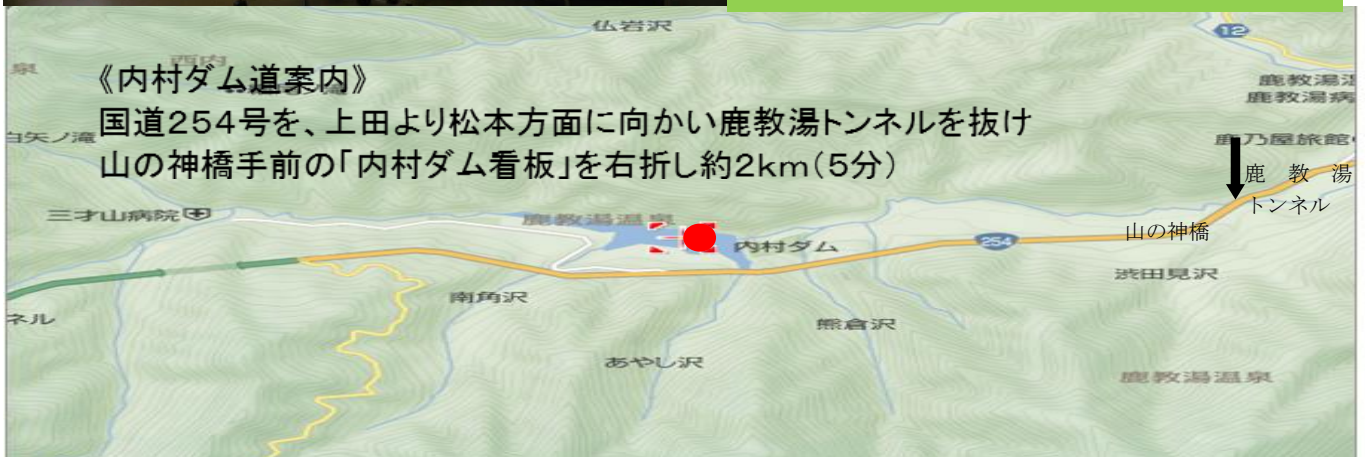 仏岩沢
12
西内
泉
《内村ダム道案内》
鹿教湯温
鹿教湯病
国道254号を、上田より松本方面に向かい鹿教湯トンネルを抜け
白矢ノ滝
鹿乃屋旅館
山の神橋手前の「内村ダム看板」を右折し約2km(5分)
鹿 教 湯
トンネル
三才山病院
鹿教湯温泉
山の神橋
内村ダム
254
渋田見沢
南角沢
ネル
熊倉沢
あやし沢
鹿教湯温泉